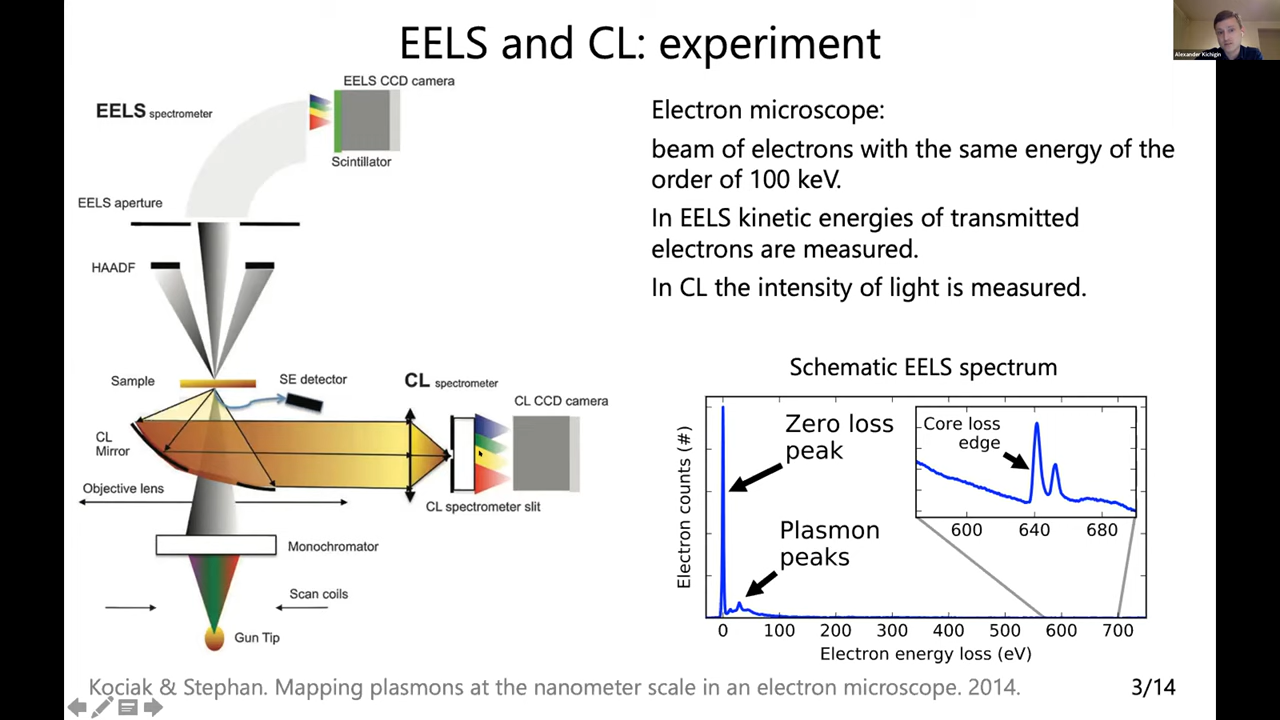 EELS and CL: experiment
Alexander Kichigin
EELS CCD camera
EELS spectrometer
Scintillator
EELS aperture
HAADF
Sample
SE detector
CL spectrometer
CL CCD camera
CL
Mirror
Objective lens
CL spectrometer slit
Monochromator
Scan coils
Gun Tip
Electron microscope:
beam of electrons with the same energy of the
order of 100 keV.
In EELS kinetic energies of transmitted
electrons are measured.
In CL the intensity of light is measured.
Schematic EELS spectrum
Electron counts (#)
Zero loss
peak
Plasmon
peaks
Core loss
edge
600 640 680
0 100 200 300 400 500 600 700
Electron energy loss (eV)
Kociak & Stephan. Mapping plasmons at the nanometer scale in an electron microscope. 2014.
3/14